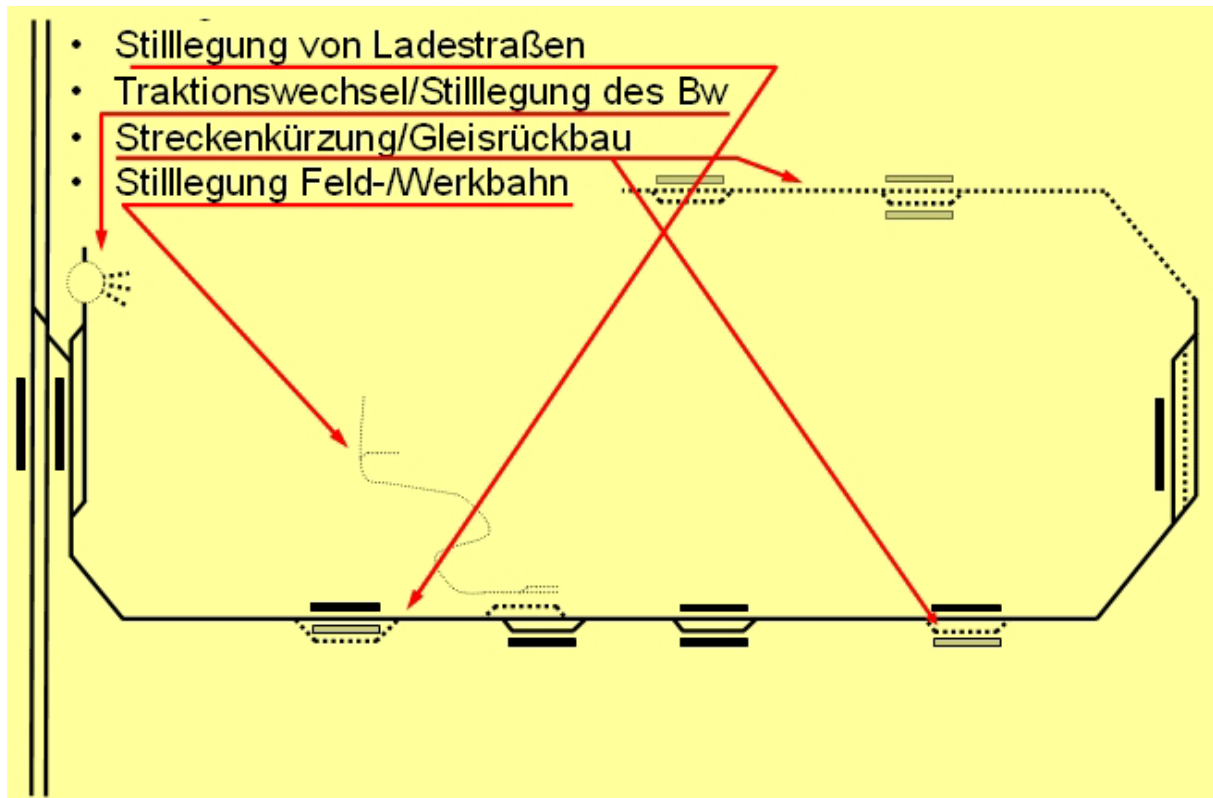 • Stilllegung von Ladestraßen
• Traktionswechsel/Stilllegung des Bw
• Streckenkürzung/Gleisrückbau
• Stilllegung Feld-/Werkbahn